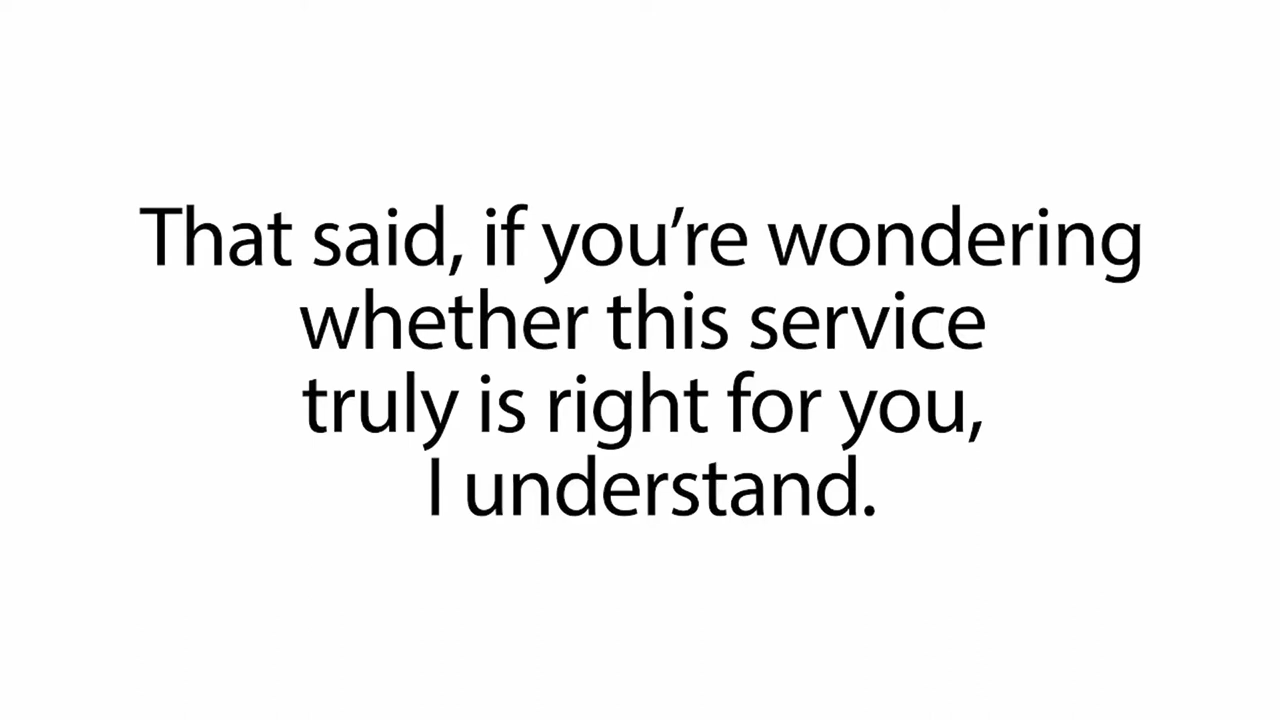 That said, if you’re wondering
whether this service
truly is right for you,
I understand.